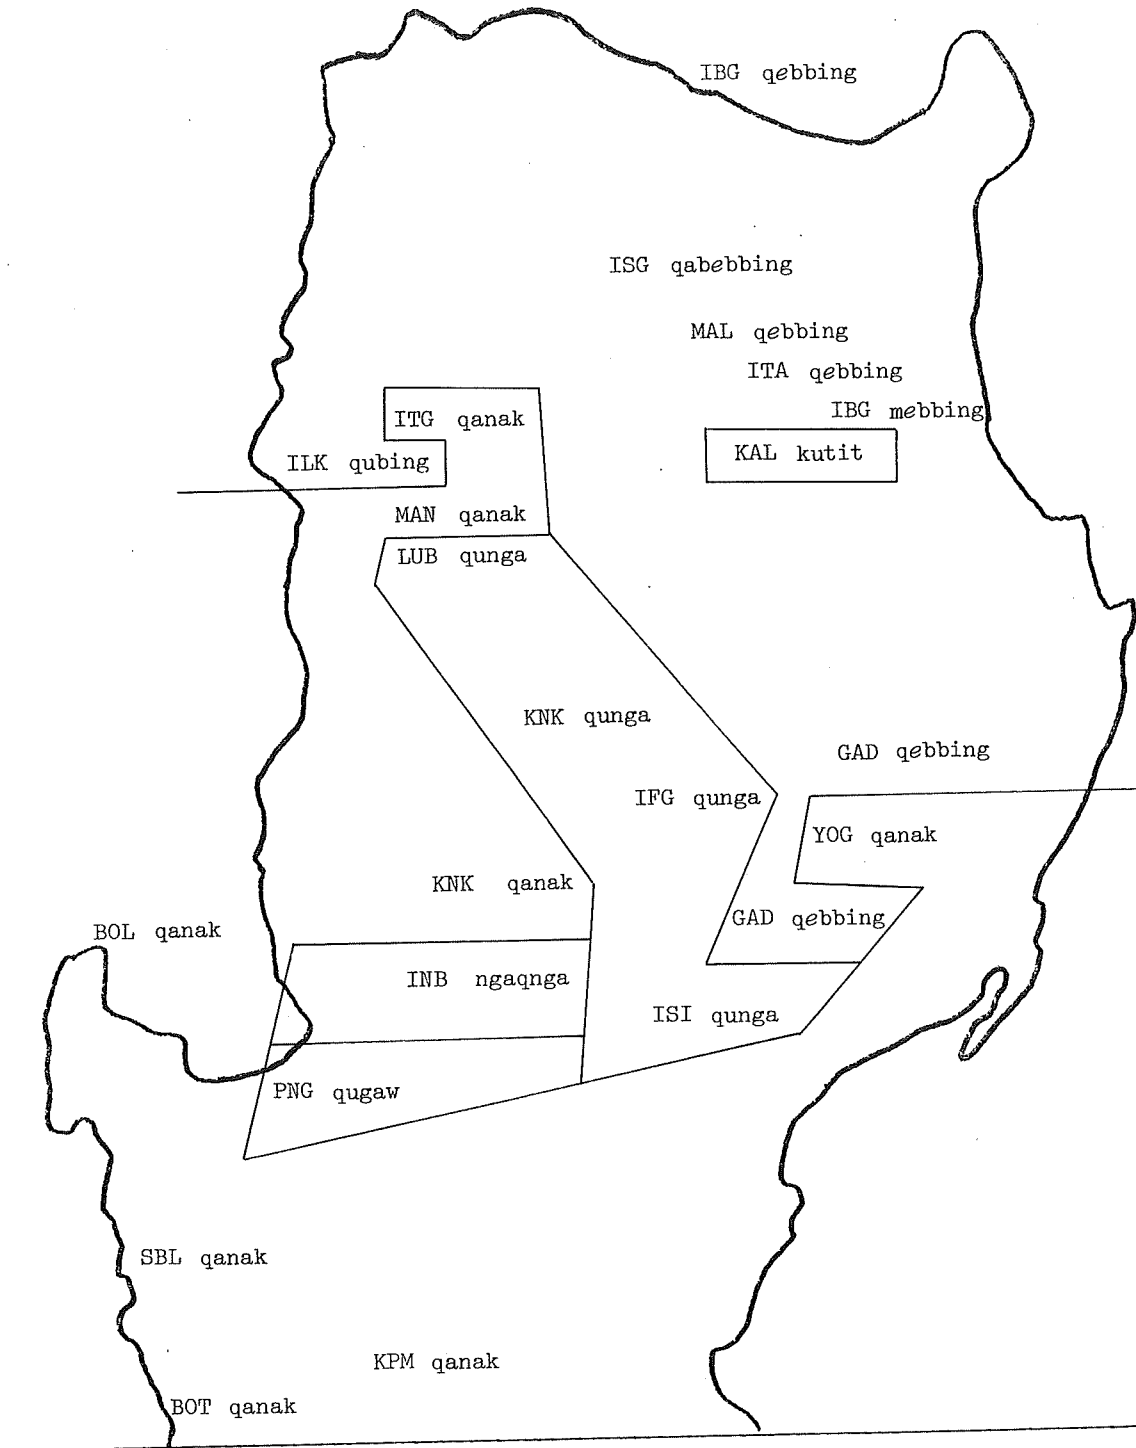 IBG qebbing
ISG qabebbing
MAL qebbing
ITA qebbing
IBG mebbing
ITG qanak
KAL kutit
ILK qubing
MAN qanak
LUB qunga
KNK qunga
GAD qebbing
IFG qunga
YOG qanak
KNK qanak
GAD qebbing
BOL qanak
INB ngaqnga
ISI qunga
PNG qugaw
SBL qanak
KPM qanak
BOT qanak